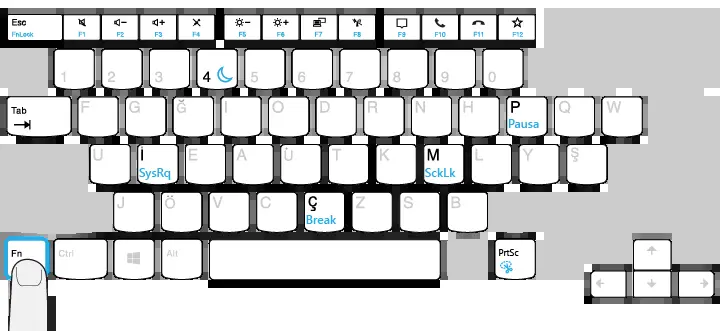 Esc
FnLock F1 F2 F3 F4 F5 F6 F7 F8 F9 F10 F11 F12
1 2 3 4 5 6 7 8 9 0
Tab F G Ğ I O D R N H P Q W
Pausa
U İ E A Ü T K M L Y Ş
SysRq SckLk
J Ö V C Ç Z S B
Break
Fn Ctrl Alt PrtSc